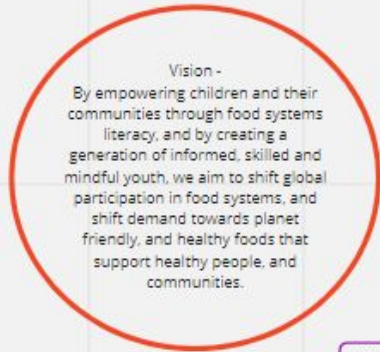 Vision -
By empowering children and their
communities through food systems
literacy, and by creating a
generation of informed, skilled and
mindful youth, we aim to shift global
participation in food systems, and
shift demand towards planet
friendly, and healthy foods that
support healthy people, and
communities.